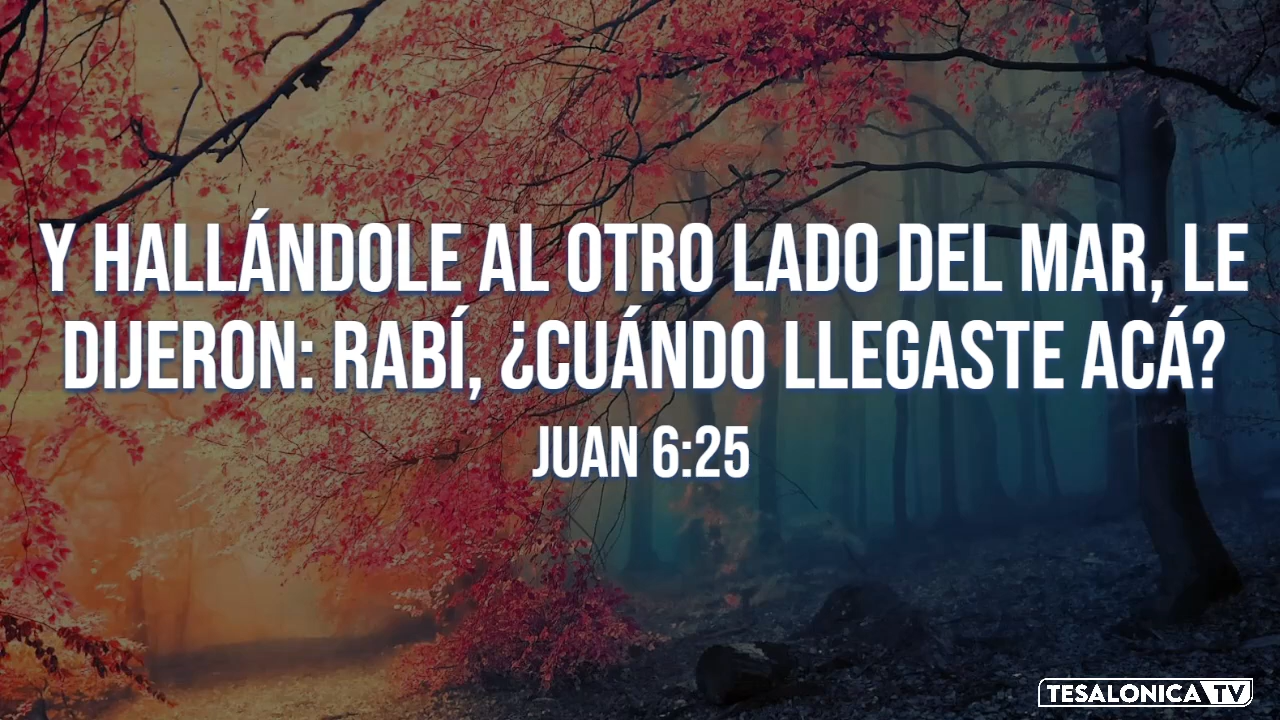 Y HALLÁNDOLE AL OTRO LADO DEL MAR, LE
DIJERON: RABÍ, ¿CUÁNDO LLEGASTE ACÁ?
JUAN 6:25
TESALONICA TV